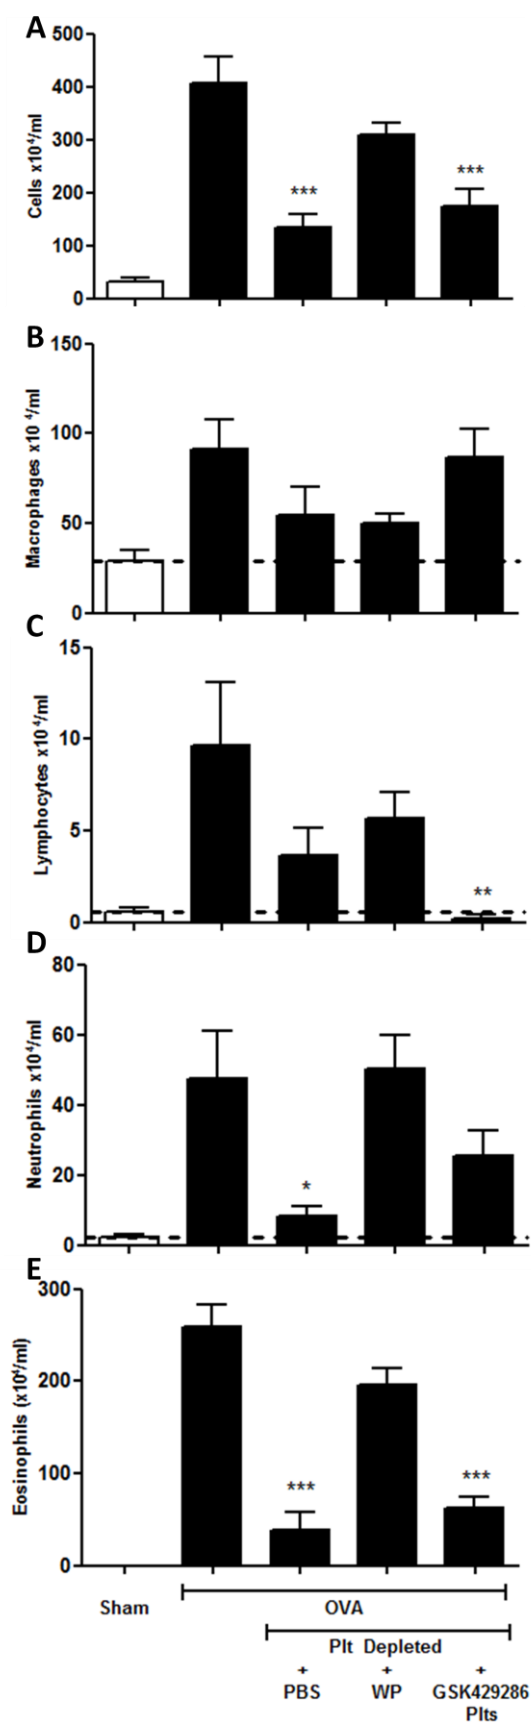 A
500
400
300
200
100
0
Cells x10⁴/ml
***
***
B
150
100
50
0
Macrophages x10 ⁴/ml
C
15
10
5
0
Lymphocytes x10⁴/ml
**
D
80
60
40
20
0
Neutrophils x10⁴/ml
*
E
300
200
100
0
Eosinophils (x10⁴/ml)
***
***
Sham
OVA
Plt Depleted
+ + +
PBS WP GSK429286
Plts